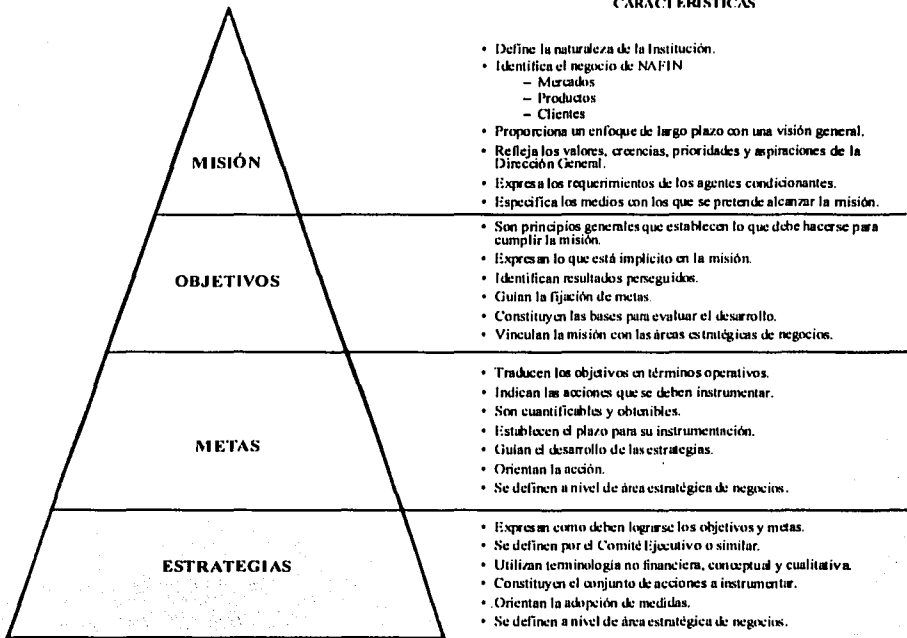 CARACTERÍSTICAS
MISIÓN
• Define la naturaleza de la Institución.
• Identifica el negocio de NAFIN
– Mercados
– Productos
– Clientes
• Proporciona un enfoque de largo plazo con una visión general.
• Refleja los valores, creencias, prioridades y aspiraciones de la
Dirección General.
• Expresa los requerimientos de los agentes condicionantes.
• Especifica los medios con los que se pretende alcanzar la misión.
OBJETIVOS
• Son principios generales que establecen lo que debe hacerse para
cumplir la misión.
• Expresan lo que está implícito en la misión.
• Identifican resultados perseguidos.
• Guían la fijación de metas.
• Constituyen las bases para evaluar el desarrollo.
• Vinculan la misión con las áreas estratégicas de negocios.
METAS
• Traducen los objetivos en términos operativos.
• Indican las acciones que se deben instrumentar.
• Son cuantificables y obtenibles.
• Establecen el plazo para su instrumentación.
• Guían el desarrollo de las estrategias.
• Orientan la acción.
• Se definen a nivel de área estratégica de negocios.
ESTRATEGIAS
• Expresan como deben lograrse los objetivos y metas.
• Se definen por el Comité Ejecutivo o similar.
• Utilizan terminología no financiera, conceptual y cualitativa.
• Constituyen el conjunto de acciones a instrumentar.
• Orientan la adopción de medidas.
• Se definen a nivel de área estratégica de negocios.